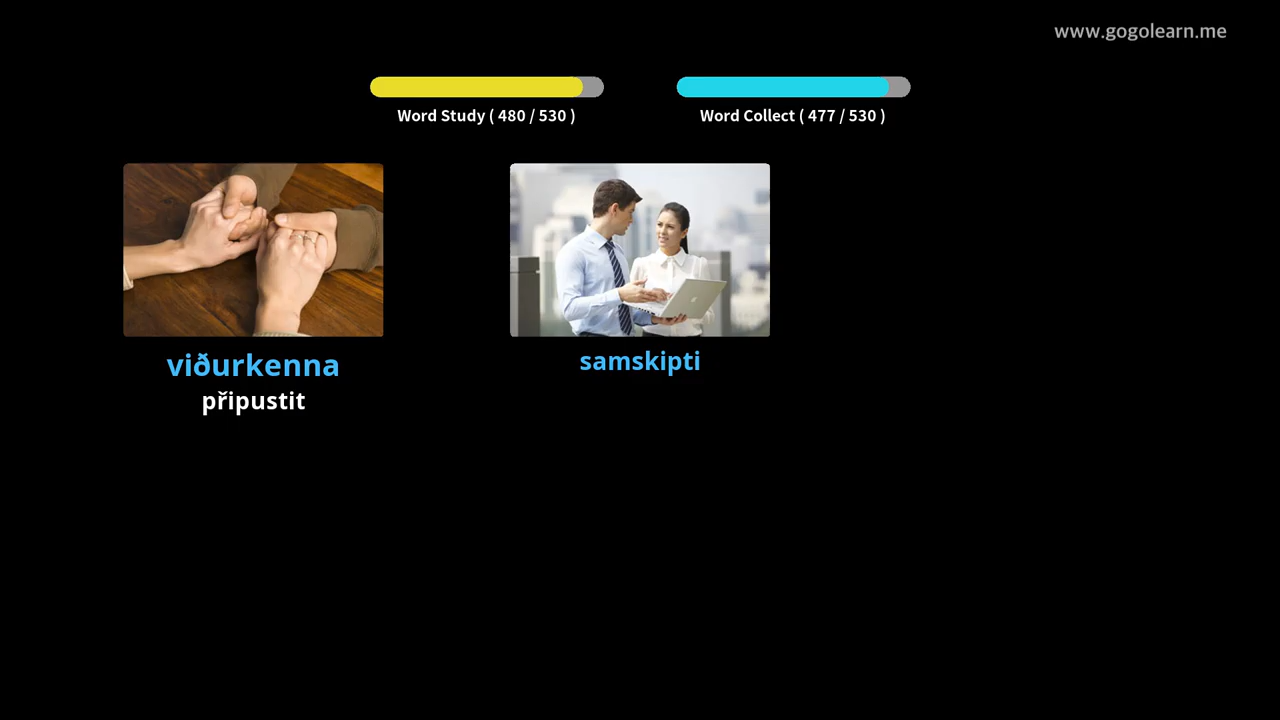 www.gogolearn.me
Word Study ( 480 / 530 )
Word Collect ( 477 / 530 )
viðurkenna
připustit
samskipti